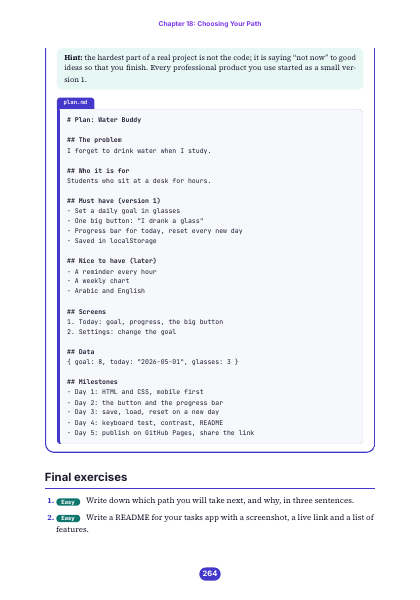 Chapter 18: Choosing Your Path
Hint: the hardest part of a real project is not the code; it is saying "not now" to good
ideas so that you finish. Every professional product you use started as a small ver-
sion 1.
plan.md
# Plan: Water Buddy
## The problem
I forget to drink water when I study.
## Who it is for
Students who sit at a desk for hours.
## Must have (version 1)
- Set a daily goal in glasses
- One big button: "I drank a glass"
- Progress bar for today, reset every new day
- Saved in localStorage
## Nice to have (later)
- A reminder every hour
- A weekly chart
- Arabic and English
## Screens
1. Today: goal, progress, the big button
2. Settings: change the goal
## Data
{ goal: 8, today: "2026-05-01", glasses: 3 }
## Milestones
- Day 1: HTML and CSS, mobile first
- Day 2: the button and the progress bar
- Day 3: save, load, reset on a new day
- Day 4: keyboard test, contrast, README
- Day 5: publish on GitHub Pages, share the link
Final exercises
1. Easy Write down which path you will take next, and why, in three sentences.
2. Easy Write a README for your tasks app with a screenshot, a live link and a list of
features.
264